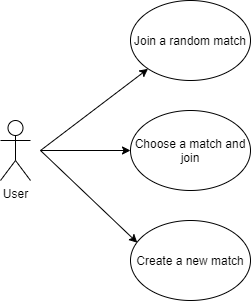 Join a random match
Choose a match and
join
User
Create a new match